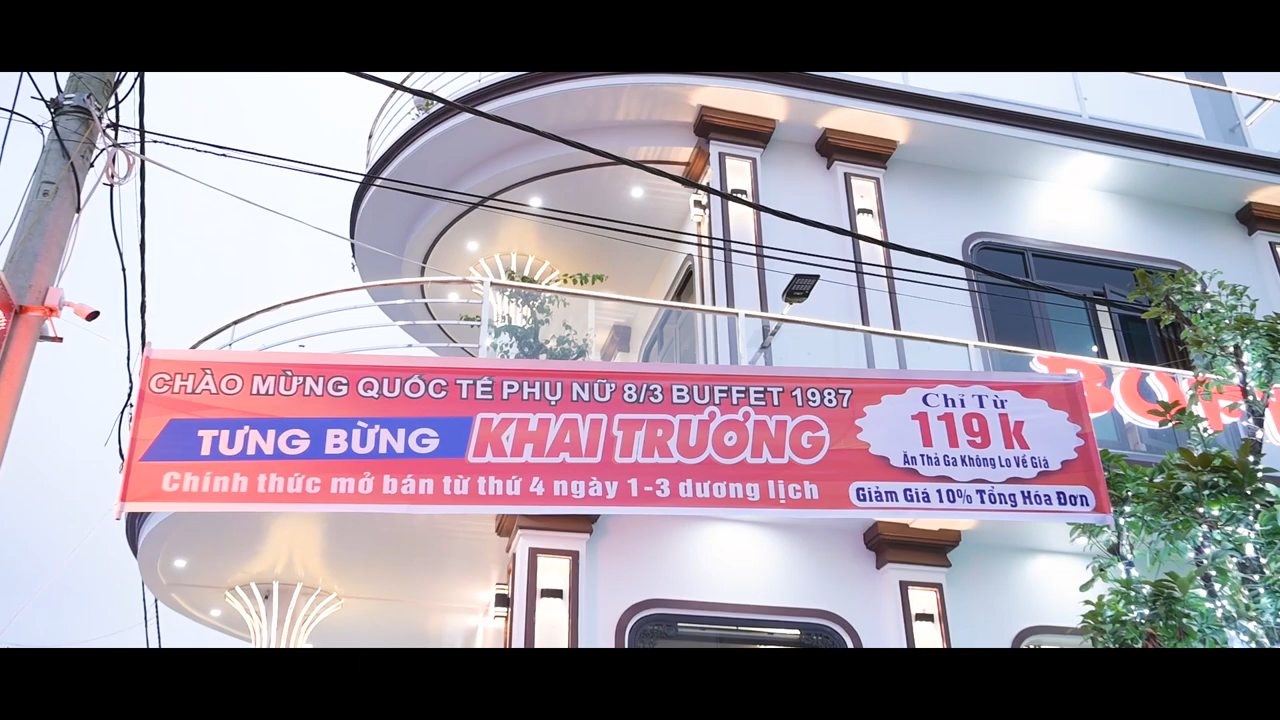 CHÀO MỪNG QUỐC TẾ PHỤ NỮ 8/3 BUFFET 1987
TƯNG BỪNG KHAI TRƯƠNG
Chính thức mở bán từ thứ 4 ngày 1-3 dương lịch
Chỉ Từ
119 k
Ăn Thả Ga Không Lo Về Giá
Giảm Giá 10% Tổng Hóa Đơn